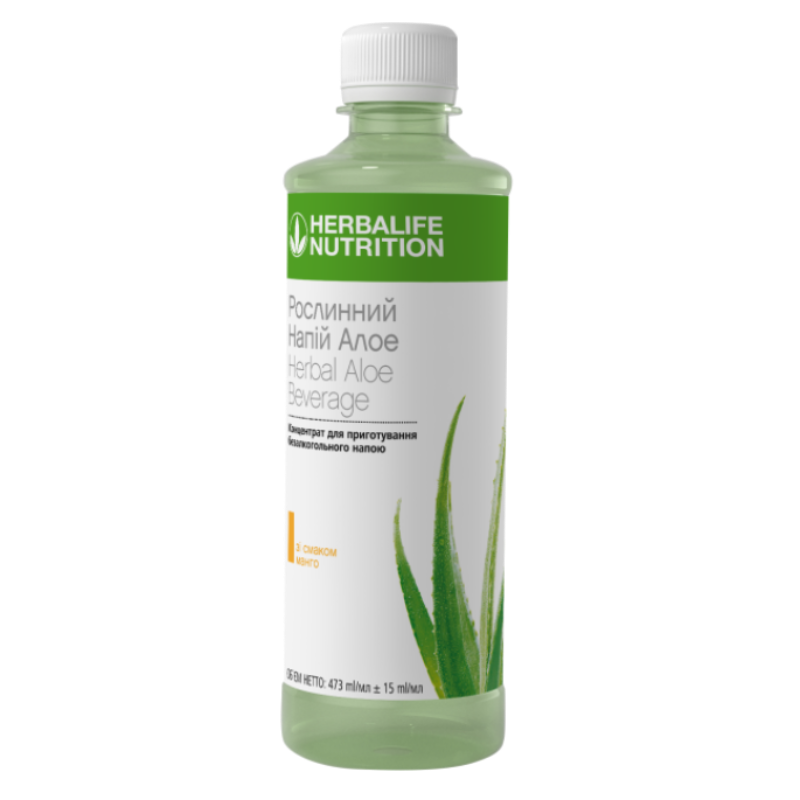 HERBALIFE
NUTRITION
Рослинний
Напій Алое
Herbal Aloe
Beverage
Концентрат для приготування
безалкогольного напою
зі смаком
манго
ОБ'ЄМ НЕТТО: 473 ml/мл ± 15 ml/мл